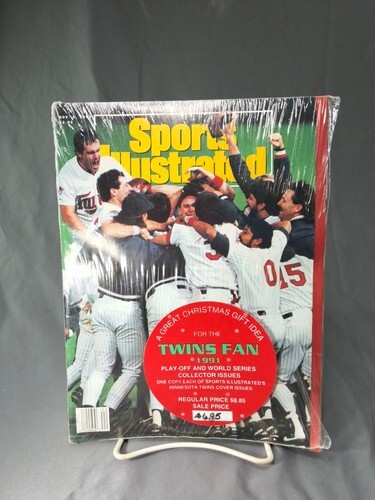 Sports
Illustrated
A GREAT CHRISTMAS GIFT IDEA
FOR THE
TWINS FAN
1991
PLAY-OFF AND WORLD SERIES
COLLECTOR ISSUES
ONE COPY EACH OF SPORTS ILLUSTRATED'S
MINNESOTA TWINS COVER ISSUES
REGULAR PRICE $8.85
SALE PRICE
$4.95
3
0
15